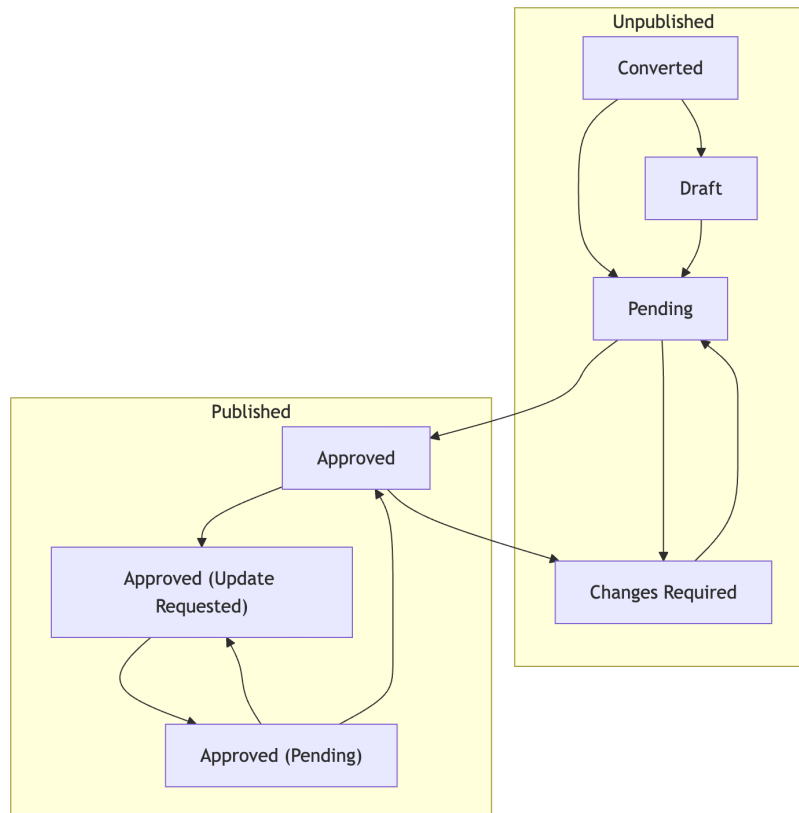 Unpublished
Converted
Draft
Pending
Published
Approved
Approved (Update
Requested)
Changes Required
Approved (Pending)